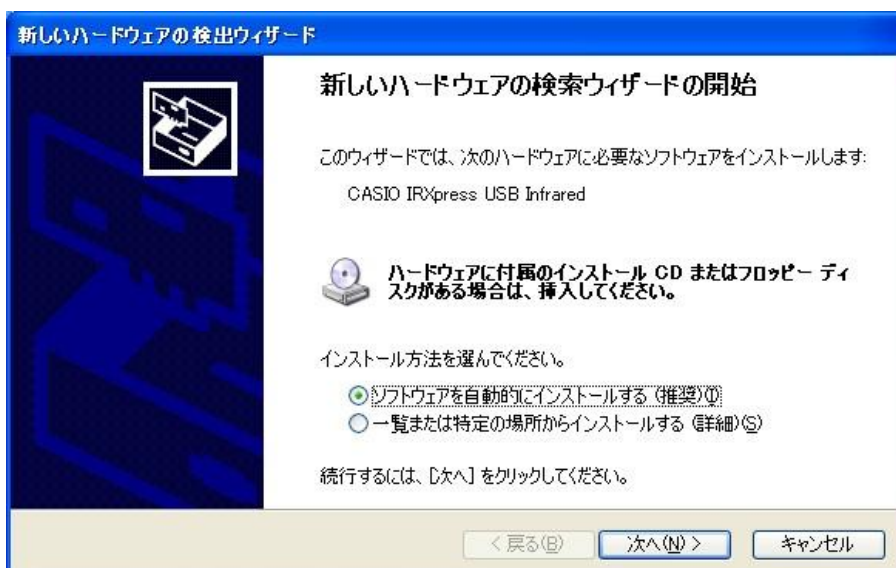 新しいハードウェアの検出ウィザード
新しいハードウェアの検索ウィザードの開始
このウィザードでは、次のハードウェアに必要なソフトウェアをインストールします:
CASIO IRXpress USB Infrared
ハードウェアに付属のインストール CD またはフロッピー ディ
スクがある場合は、挿入してください。
インストール方法を選んでください。
ソフトウェアを自動的にインストールする (推奨)(I)
一覧または特定の場所からインストールする (詳細)(S)
続行するには、[次へ] をクリックしてください。
< 戻る(B) 次へ(N) > キャンセル